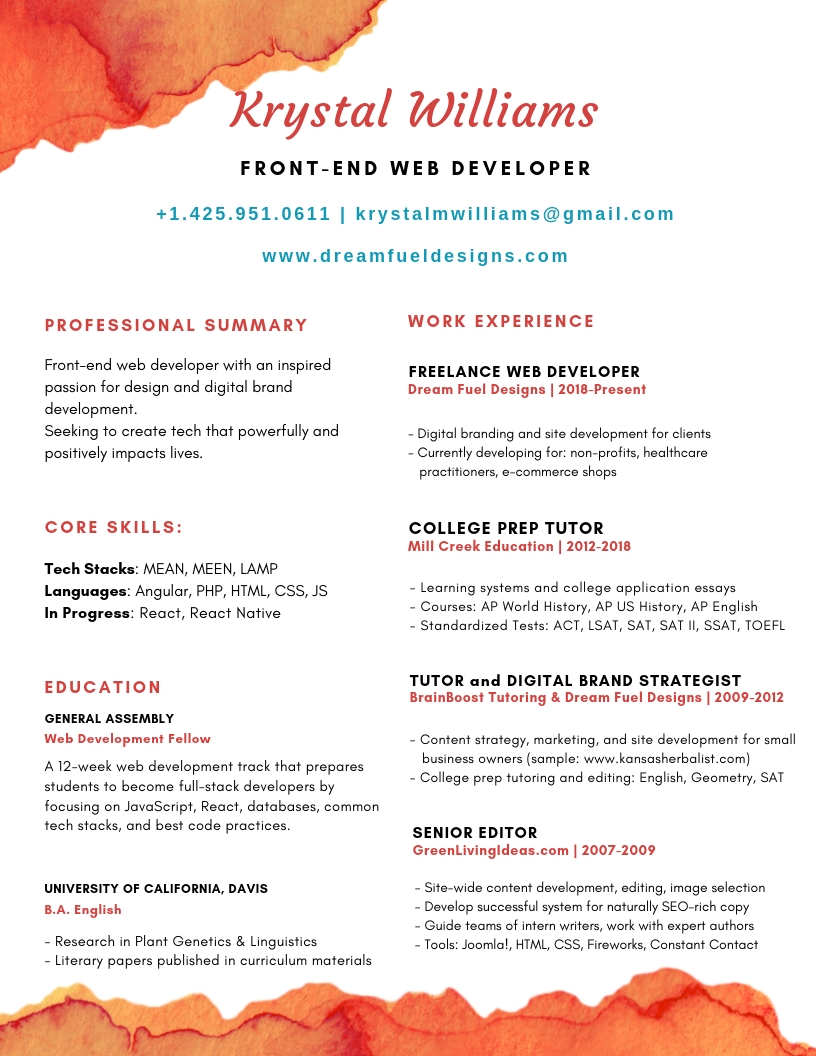 Krystal Williams
FRONT-END WEB DEVELOPER
+1.425.951.0611 | krystalmwilliams@gmail.com
www.dreamfueldesigns.com
PROFESSIONAL SUMMARY
Front-end web developer with an inspired
passion for design and digital brand
development.
Seeking to create tech that powerfully and
positively impacts lives.
CORE SKILLS:
Tech Stacks: MEAN, MEEN, LAMP
Languages: Angular, PHP, HTML, CSS, JS
In Progress: React, React Native
EDUCATION
GENERAL ASSEMBLY
Web Development Fellow
A 12-week web development track that prepares
students to become full-stack developers by
focusing on JavaScript, React, databases, common
tech stacks, and best code practices.
UNIVERSITY OF CALIFORNIA, DAVIS
B.A. English
- Research in Plant Genetics & Linguistics
- Literary papers published in curriculum materials
WORK EXPERIENCE
FREELANCE WEB DEVELOPER
Dream Fuel Designs | 2018-Present
- Digital branding and site development for clients
- Currently developing for: non-profits, healthcare
practitioners, e-commerce shops
COLLEGE PREP TUTOR
Mill Creek Education | 2012-2018
- Learning systems and college application essays
- Courses: AP World History, AP US History, AP English
- Standardized Tests: ACT, LSAT, SAT, SAT II, SSAT, TOEFL
TUTOR and DIGITAL BRAND STRATEGIST
BrainBoost Tutoring & Dream Fuel Designs | 2009-2012
- Content strategy, marketing, and site development for small
business owners (sample: www.kansasherbalist.com)
- College prep tutoring and editing: English, Geometry, SAT
SENIOR EDITOR
GreenLivingIdeas.com | 2007-2009
- Site-wide content development, editing, image selection
- Develop successful system for naturally SEO-rich copy
- Guide teams of intern writers, work with expert authors
- Tools: Joomla!, HTML, CSS, Fireworks, Constant Contact